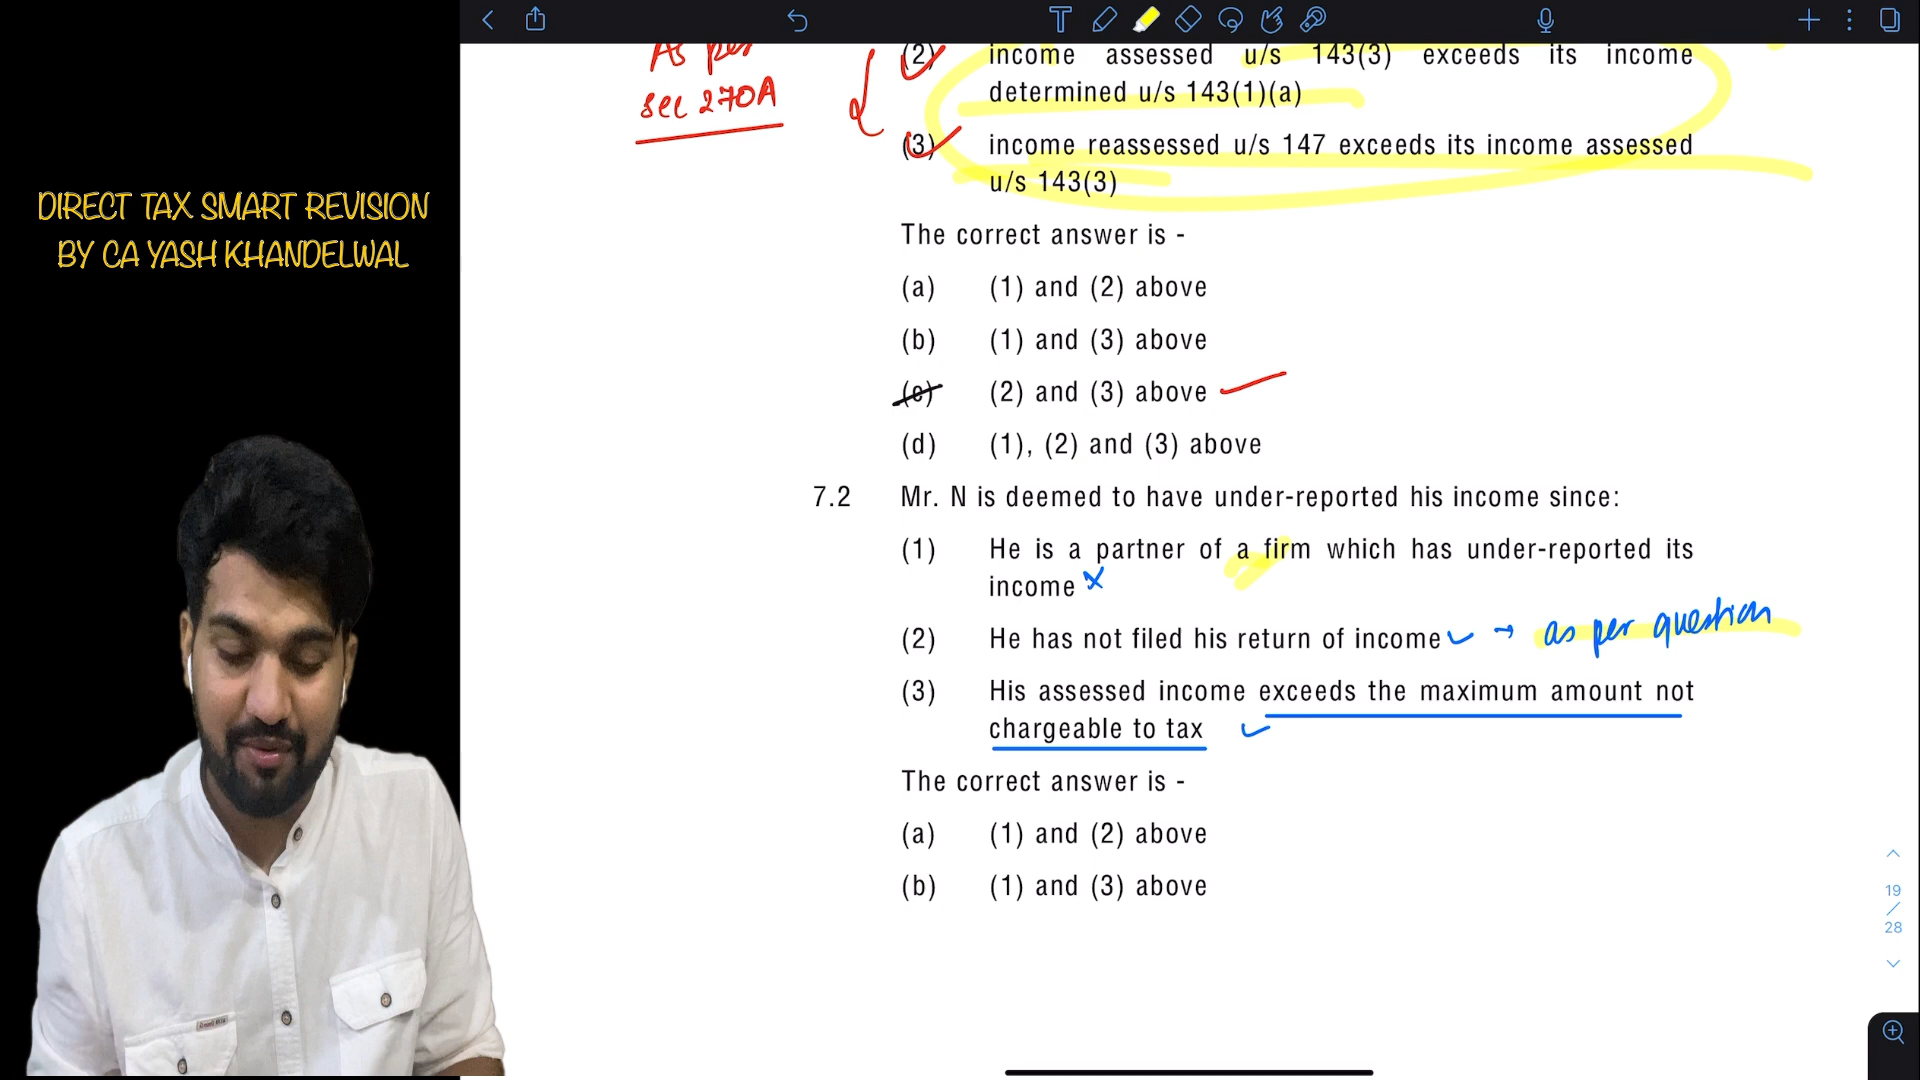 DIRECT TAX SMART REVISION
BY CA YASH KHANDELWAL
As per
sec 270A
(2) income assessed u/s 143(3) exceeds its income
determined u/s 143(1)(a)
(3) income reassessed u/s 147 exceeds its income assessed
u/s 143(3)
The correct answer is -
(a) (1) and (2) above
(b) (1) and (3) above
(c) (2) and (3) above
(d) (1), (2) and (3) above
7.2 Mr. N is deemed to have under-reported his income since:
(1) He is a partner of a firm which has under-reported its
income
(2) He has not filed his return of income → as per question
(3) His assessed income exceeds the maximum amount not
chargeable to tax
The correct answer is -
(a) (1) and (2) above
(b) (1) and (3) above
19
/
28